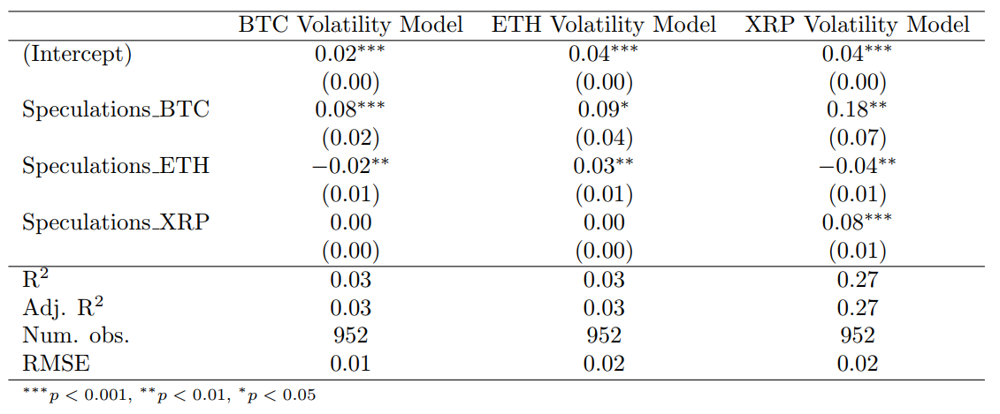 BTC Volatility Model ETH Volatility Model XRP Volatility Model
(Intercept) 0.02*** 0.04*** 0.04***
(0.00) (0.00) (0.00)
Speculations_BTC 0.08*** 0.09* 0.18**
(0.02) (0.04) (0.07)
Speculations_ETH −0.02** 0.03** −0.04**
(0.01) (0.01) (0.01)
Speculations_XRP 0.00 0.00 0.08***
(0.00) (0.00) (0.01)
R² 0.03 0.03 0.27
Adj. R² 0.03 0.03 0.27
Num. obs. 952 952 952
RMSE 0.01 0.02 0.02
***p < 0.001, **p < 0.01, *p < 0.05